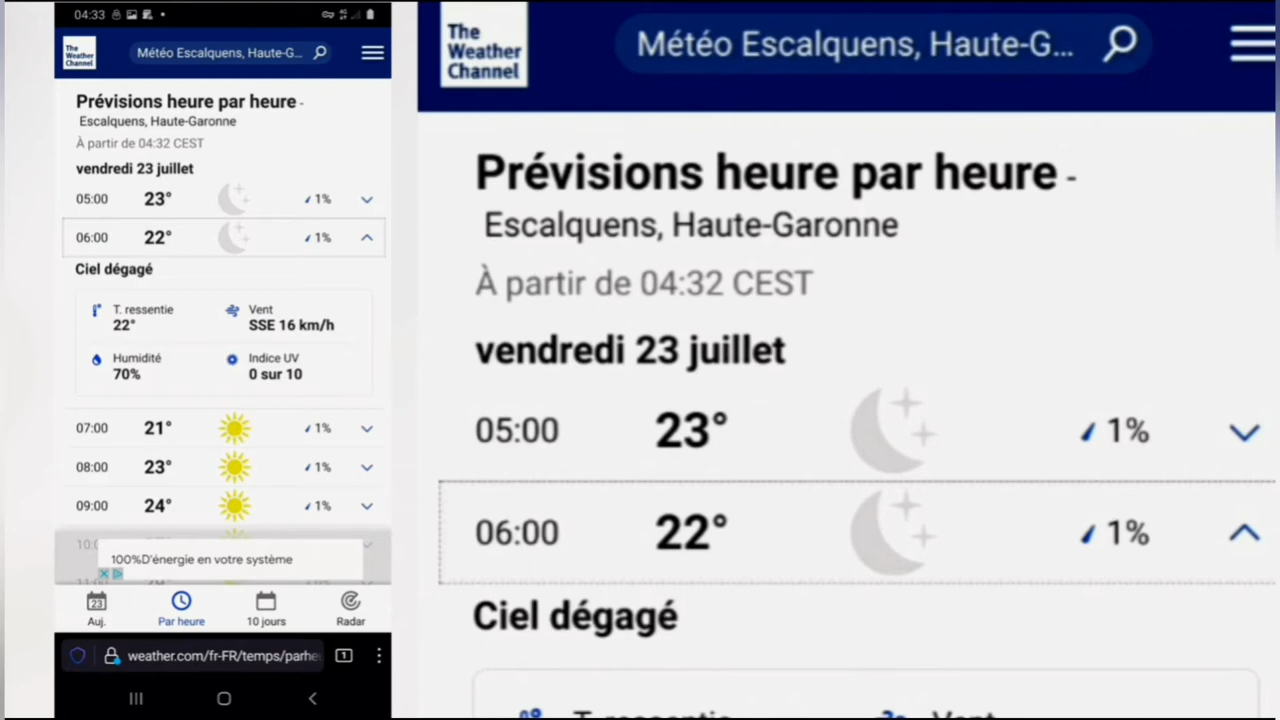 04:33
The
Weather
Channel
Météo Escalquens, Haute-G...
Prévisions heure par heure -
Escalquens, Haute-Garonne
À partir de 04:32 CEST
vendredi 23 juillet
05:00 23° 1%
06:00 22° 1%
Ciel dégagé
T. ressentie
22°
Vent
SSE 16 km/h
Humidité
70%
Indice UV
0 sur 10
07:00 21° 1%
08:00 23° 1%
09:00 24° 1%
100%D'énergie en votre système
23
Auj.
Par heure
10 jours
Radar
weather.com/fr-FR/temps/parhe
1
The
Weather
Channel
Météo Escalquens, Haute-G...
Prévisions heure par heure -
Escalquens, Haute-Garonne
À partir de 04:32 CEST
vendredi 23 juillet
05:00 23° 1%
06:00 22° 1%
Ciel dégagé
T. ressentie
Vent